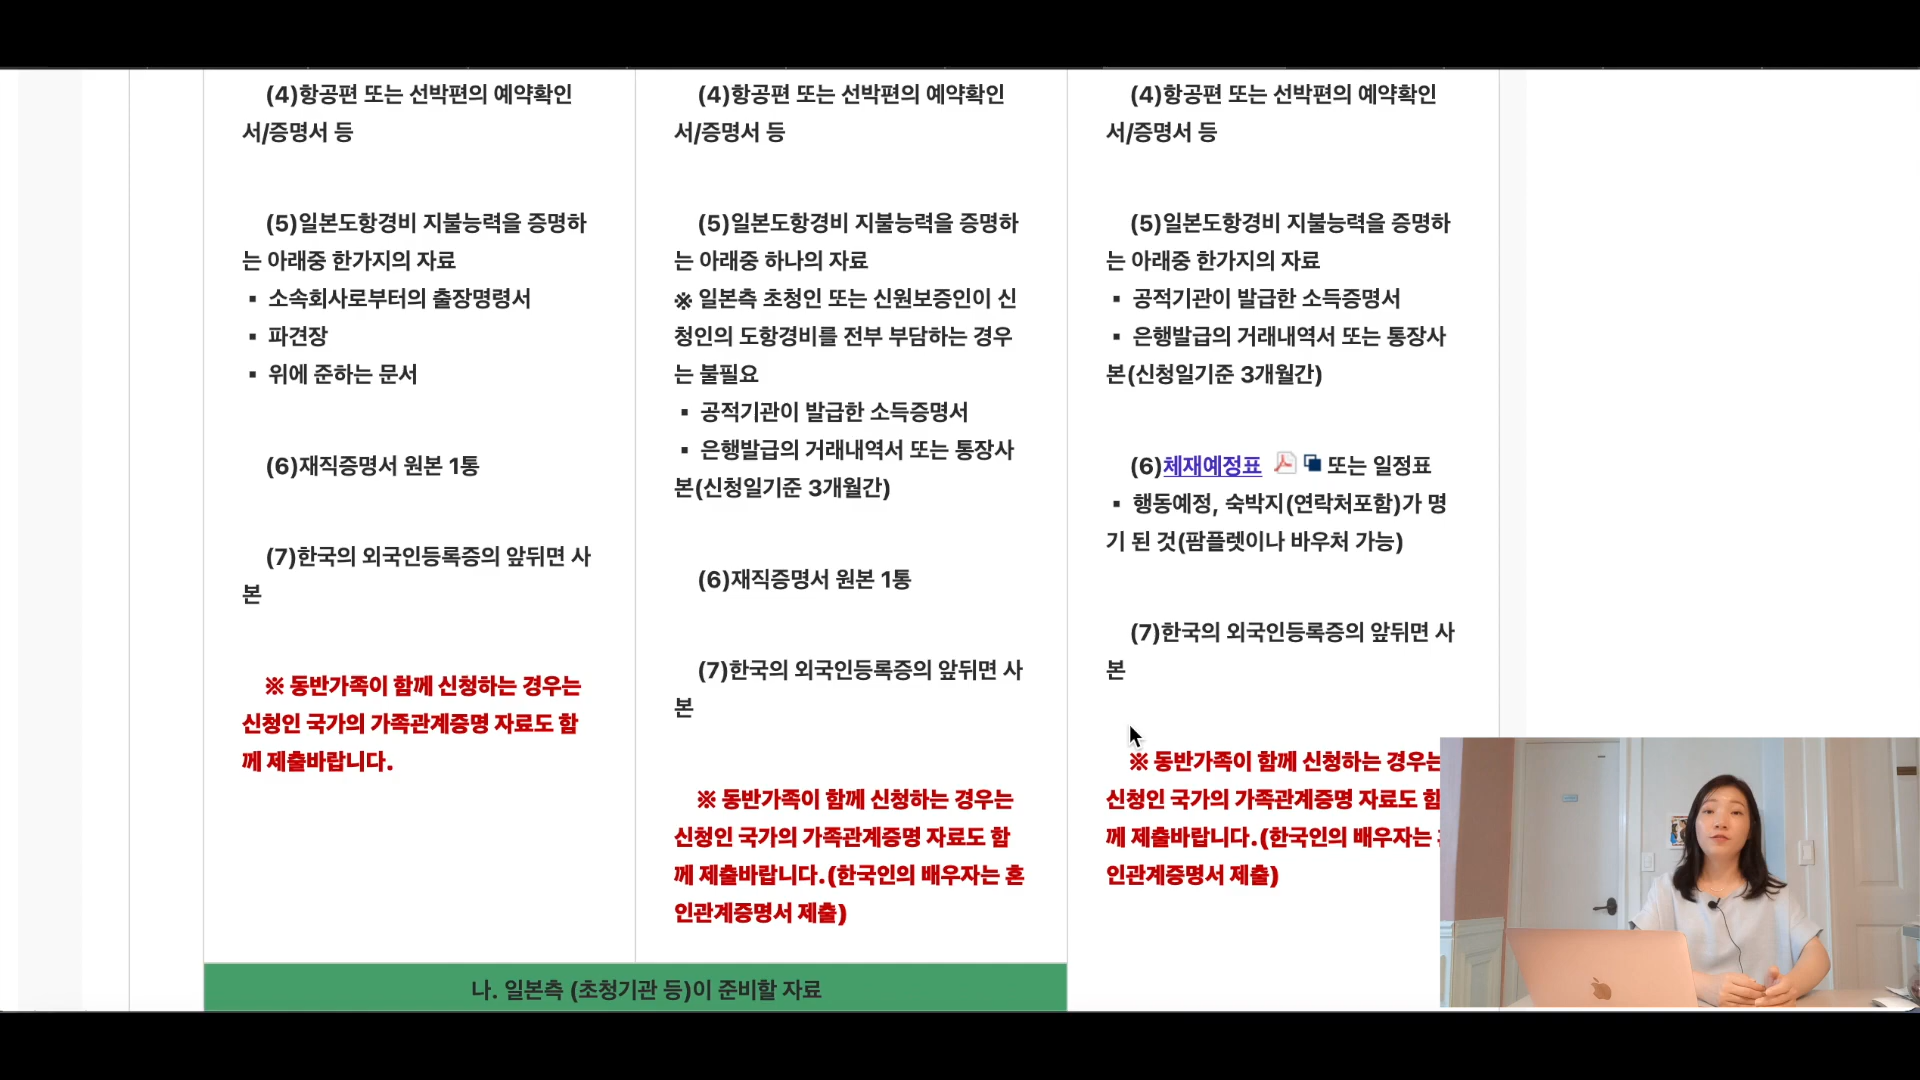 (4)항공편 또는 선박편의 예약확인
서/증명서 등
(5)일본도항경비 지불능력을 증명하
는 아래중 한가지의 자료
▪ 소속회사로부터의 출장명령서
▪ 파견장
▪ 위에 준하는 문서
(6)재직증명서 원본 1통
(7)한국의 외국인등록증의 앞뒤면 사
본
※ 동반가족이 함께 신청하는 경우는
신청인 국가의 가족관계증명 자료도 함
께 제출바랍니다.
(4)항공편 또는 선박편의 예약확인
서/증명서 등
(5)일본도항경비 지불능력을 증명하
는 아래중 하나의 자료
※ 일본측 초청인 또는 신원보증인이 신
청인의 도항경비를 전부 부담하는 경우
는 불필요
▪ 공적기관이 발급한 소득증명서
▪ 은행발급의 거래내역서 또는 통장사
본(신청일기준 3개월간)
(6)재직증명서 원본 1통
(7)한국의 외국인등록증의 앞뒤면 사
본
※ 동반가족이 함께 신청하는 경우는
신청인 국가의 가족관계증명 자료도 함
께 제출바랍니다.(한국인의 배우자는 혼
인관계증명서 제출)
(4)항공편 또는 선박편의 예약확인
서/증명서 등
(5)일본도항경비 지불능력을 증명하
는 아래중 한가지의 자료
▪ 공적기관이 발급한 소득증명서
▪ 은행발급의 거래내역서 또는 통장사
본(신청일기준 3개월간)
(6)체재예정표 또는 일정표
▪ 행동예정, 숙박지(연락처포함)가 명
기 된 것(팜플렛이나 바우처 가능)
(7)한국의 외국인등록증의 앞뒤면 사
본
※ 동반가족이 함께 신청하는 경우는
신청인 국가의 가족관계증명 자료도 함
께 제출바랍니다.(한국인의 배우자는
인관계증명서 제출)
나. 일본측 (초청기관 등)이 준비할 자료